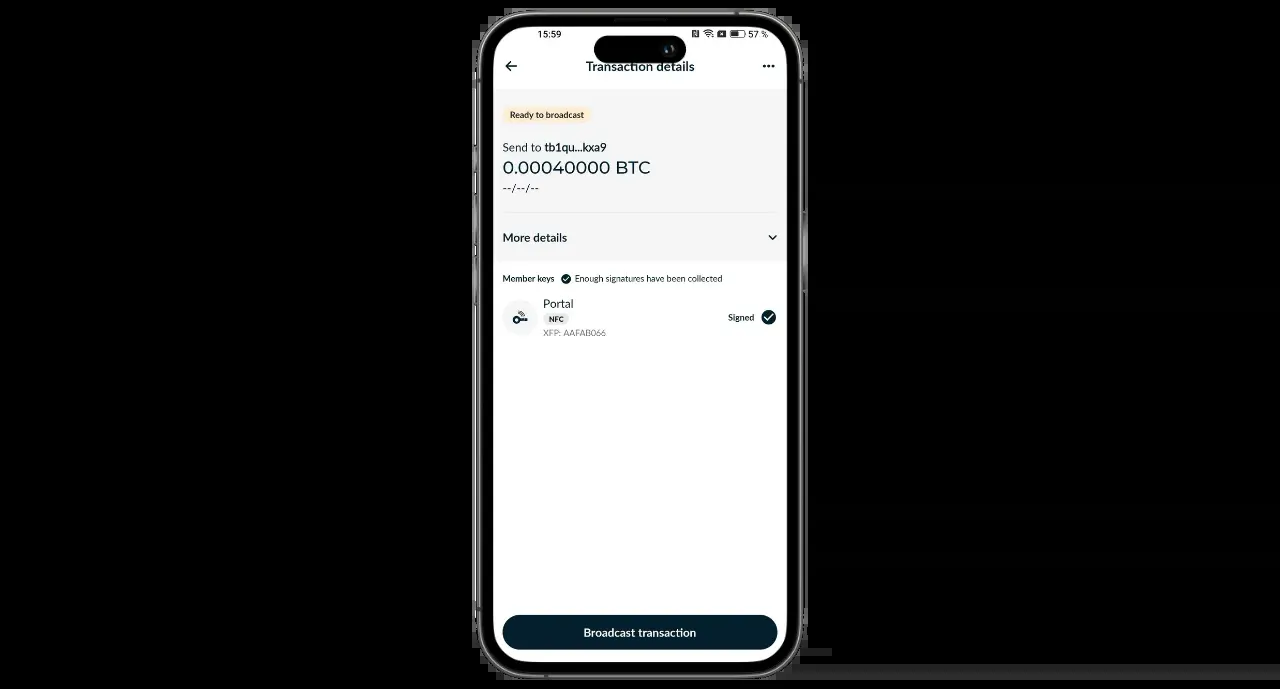 15:59
57 %
Transaction details
Ready to broadcast
Send to tb1qu...kxa9
0.00040000 BTC
--/--/--
More details
Member keys Enough signatures have been collected
Portal
NFC
Signed
XFP: AAFAB066
Broadcast transaction